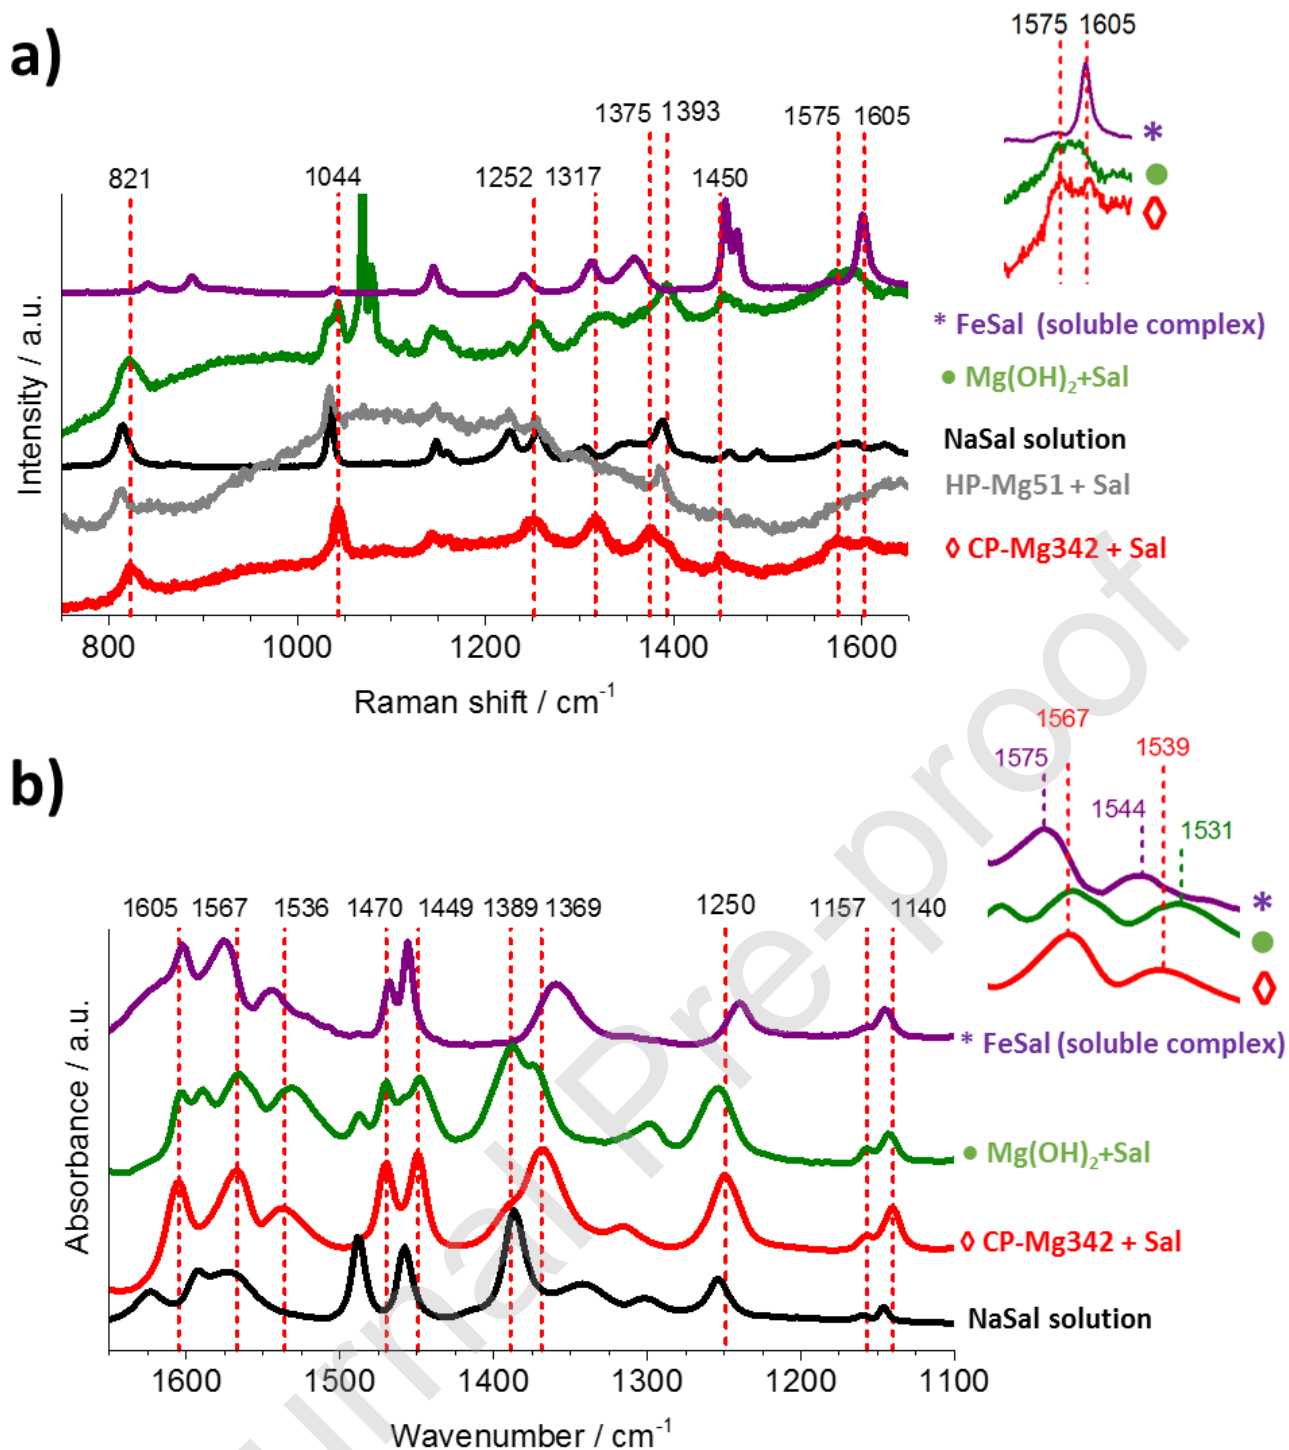 a)
1575 1605
1375 1393 1575 1605
821 1044 1252 1317 1450
*
●
◊
* FeSal (soluble complex)
● Mg(OH)₂+Sal
NaSal solution
HP-Mg51 + Sal
◊ CP-Mg342 + Sal
Intensity / a.u.
800 1000 1200 1400 1600
Raman shift / cm⁻¹
b)
1567
1575 1539
1544
1531
*
●
◊
1605 1567 1536 1470 1449 1389 1369 1250 1157 1140
* FeSal (soluble complex)
● Mg(OH)₂+Sal
◊ CP-Mg342 + Sal
NaSal solution
Absorbance / a.u.
1600 1500 1400 1300 1200 1100
Wavenumber / cm⁻¹
urnal Pre-proof